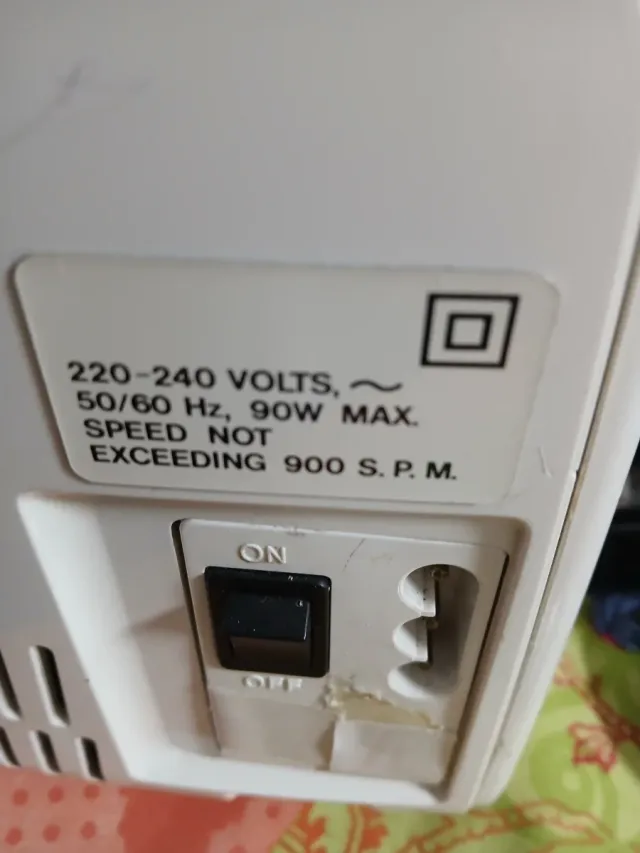 220-240 VOLTS, ~
50/60 Hz, 90W MAX.
SPEED NOT
EXCEEDING 900 S.P.M.
ON
OFF